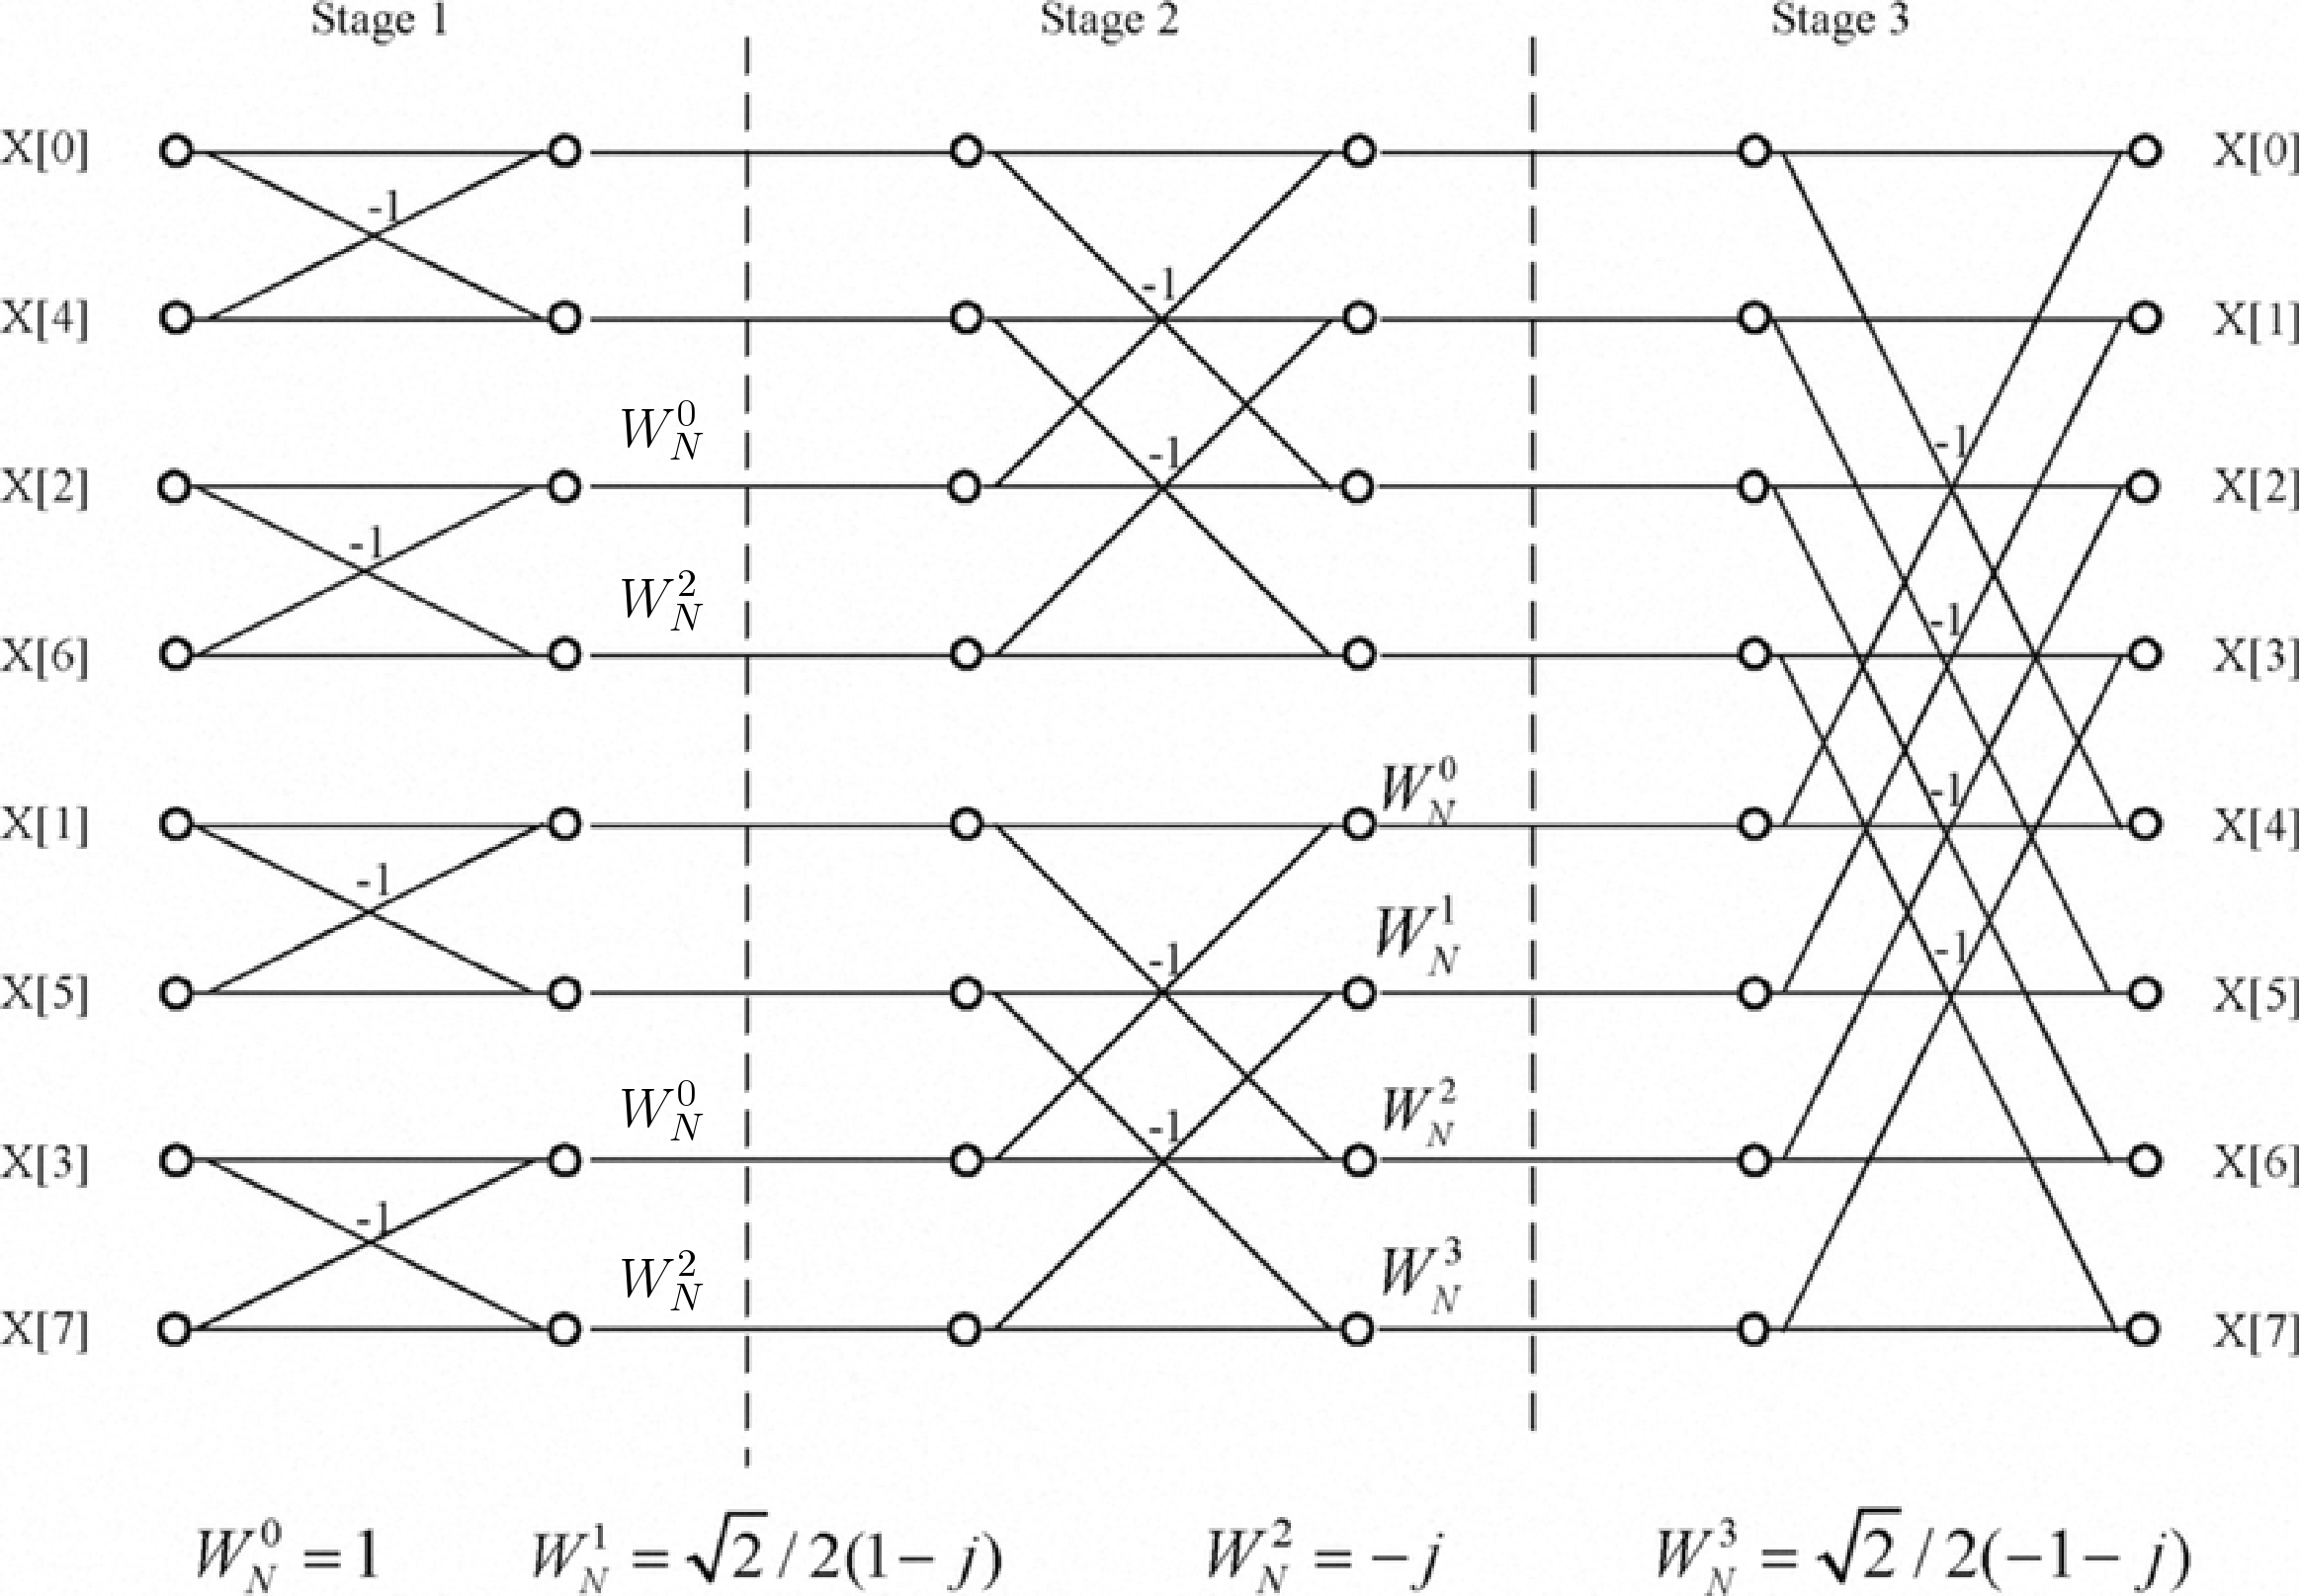 Stage 1 Stage 2 Stage 3
X[0] X[0]
-1
-1
X[4] X[1]
W_N^0 -1 -1
X[2] X[2]
-1
W_N^2 -1
X[6] X[3]
W_N^0 -1
X[1] X[4]
-1
W_N^1 -1 -1
X[5] X[5]
W_N^0 W_N^2 -1
X[3] X[6]
-1
W_N^2 W_N^3
X[7] X[7]
W_N^0 = 1 W_N^1 = √2 / 2(1− j) W_N^2 = − j W_N^3 = √2 / 2(−1− j)